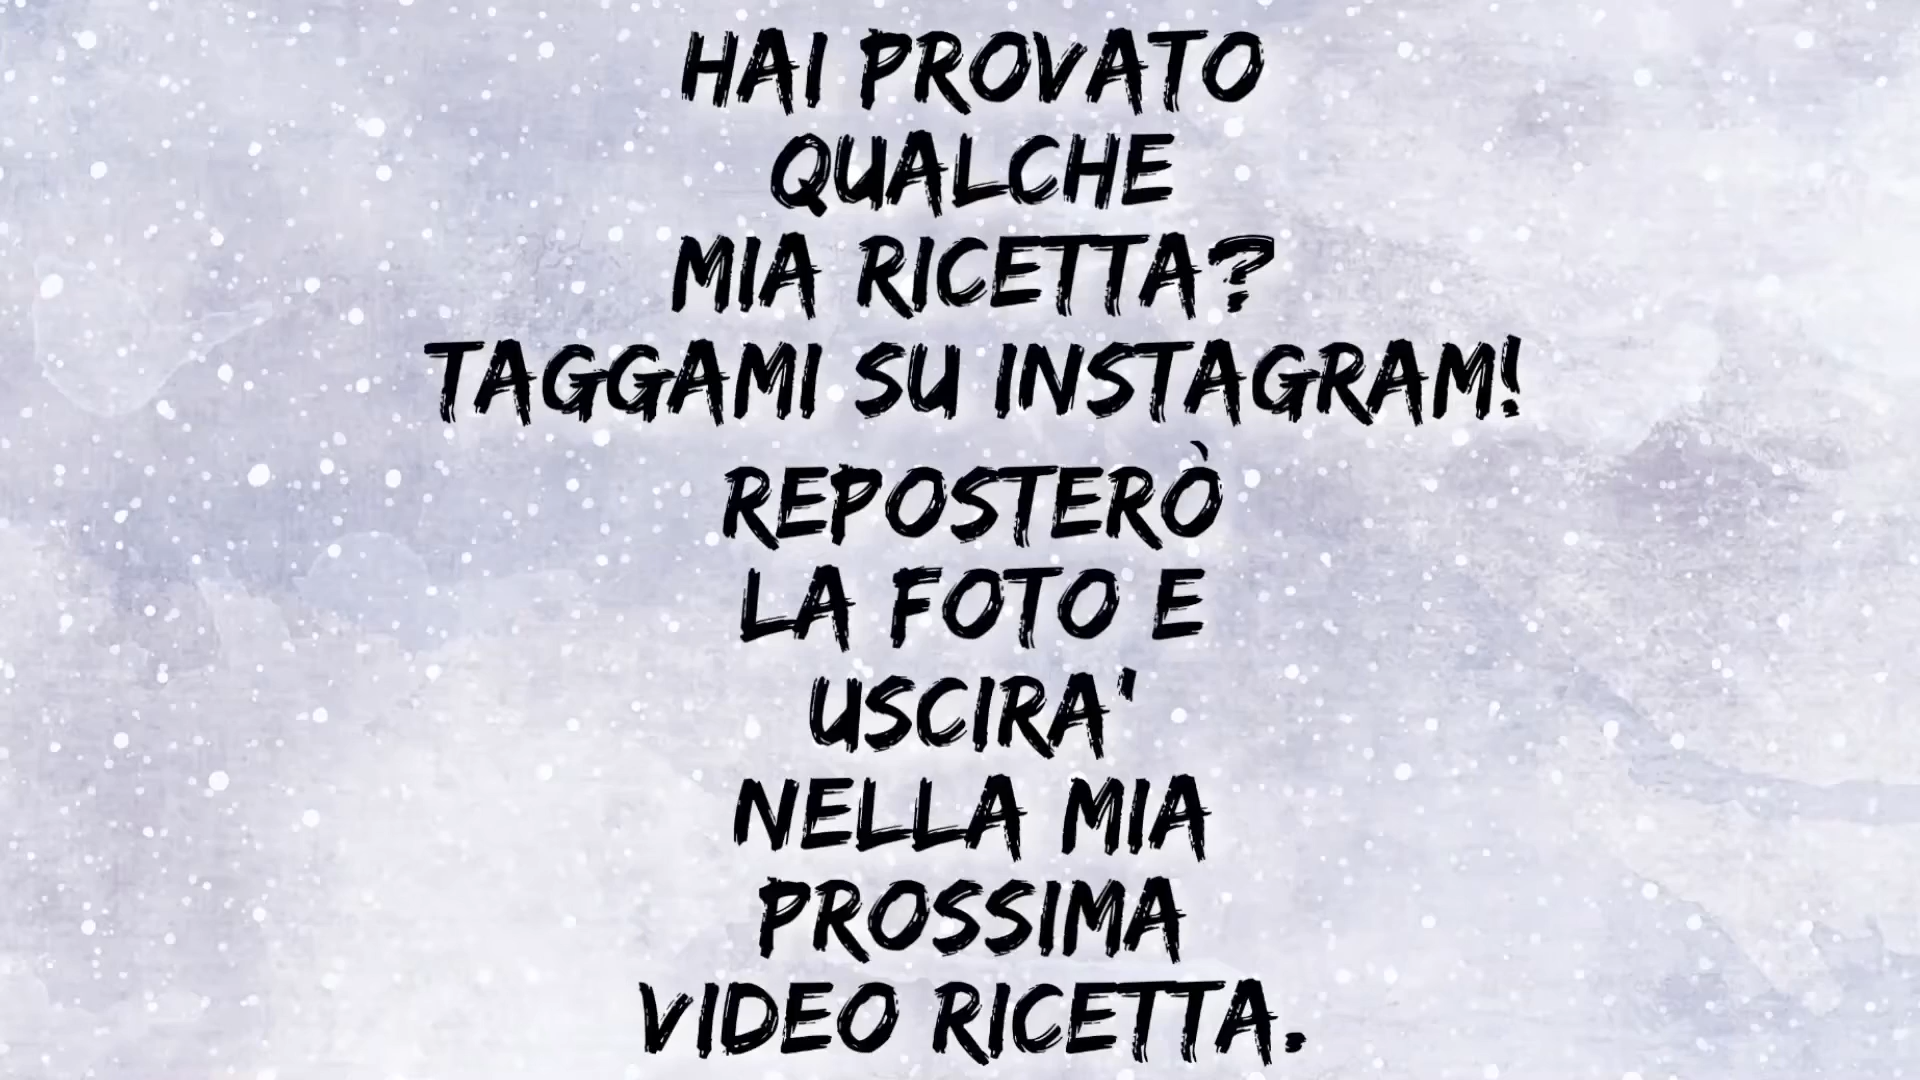 HAI PROVATO
QUALCHE
MIA RICETTA?
TAGGAMI SU INSTAGRAM!
REPOSTERÒ
LA FOTO E
USCIRA'
NELLA MIA
PROSSIMA
VIDEO RICETTA.